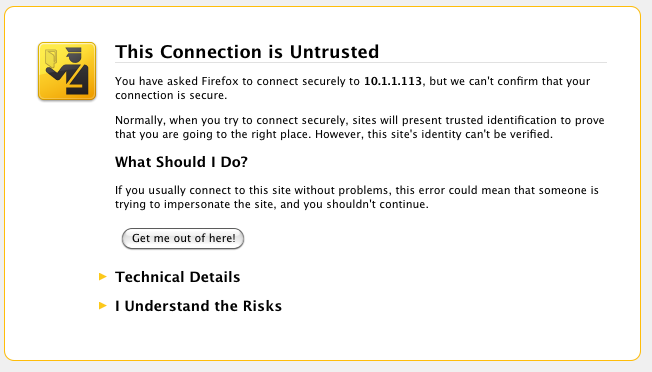 This Connection is Untrusted
You have asked Firefox to connect securely to 10.1.1.113, but we can't confirm that your
connection is secure.
Normally, when you try to connect securely, sites will present trusted identification to prove
that you are going to the right place. However, this site's identity can't be verified.
What Should I Do?
If you usually connect to this site without problems, this error could mean that someone is
trying to impersonate the site, and you shouldn't continue.
Get me out of here!
Technical Details
I Understand the Risks